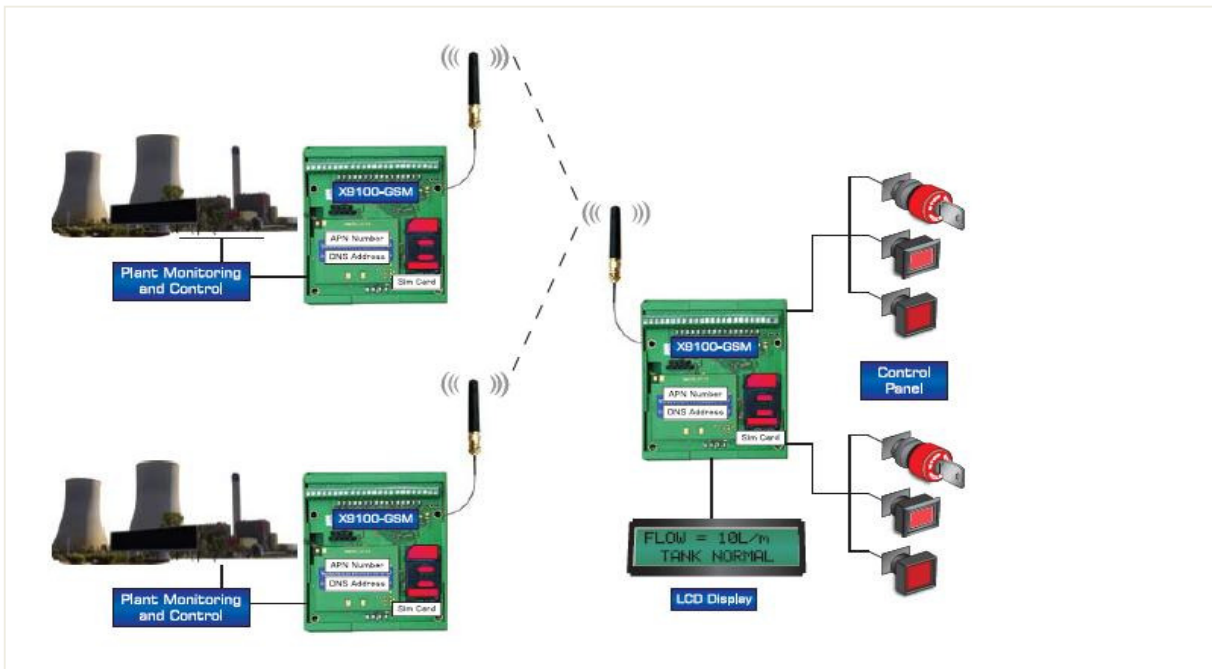 X9100-GSM
APN Number
DNS Address
Sim Card
Plant Monitoring
and Control
X9100-GSM
APN Number
DNS Address
Sim Card
Control
Panel
FLOW = 10L/m
TANK NORMAL
LCD Display
X9100-GSM
APN Number
DNS Address
Sim Card
Plant Monitoring
and Control